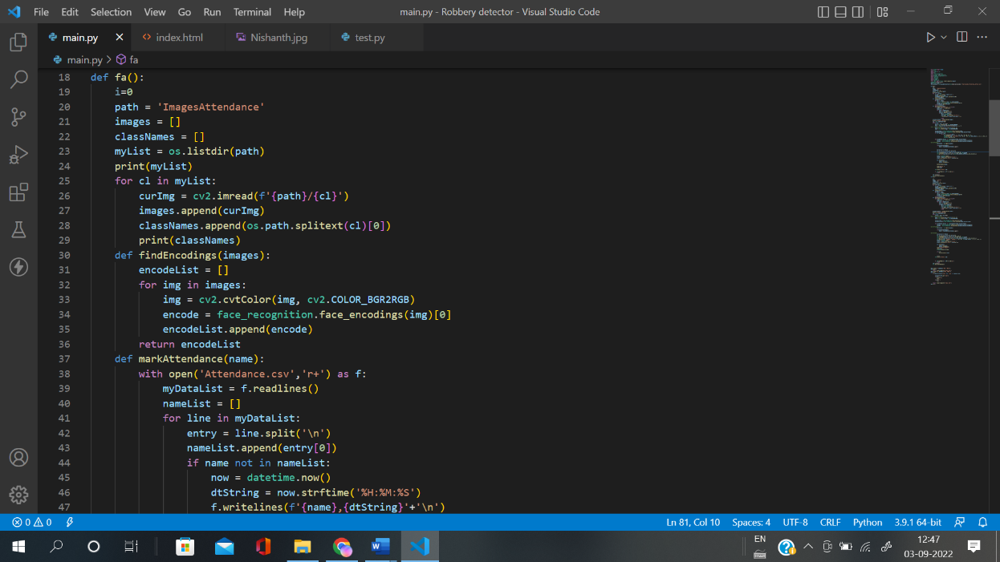 File Edit Selection View Go Run Terminal Help main.py - Robbery detector - Visual Studio Code
main.py index.html Nishanth.jpg test.py
main.py > fa
18 def fa():
19 i=0
20 path = 'ImagesAttendance'
21 images = []
22 classNames = []
23 myList = os.listdir(path)
24 print(myList)
25 for cl in myList:
26 curImg = cv2.imread(f'{path}/{cl}')
27 images.append(curImg)
28 classNames.append(os.path.splitext(cl)[0])
29 print(classNames)
30 def findEncodings(images):
31 encodeList = []
32 for img in images:
33 img = cv2.cvtColor(img, cv2.COLOR_BGR2RGB)
34 encode = face_recognition.face_encodings(img)[0]
35 encodeList.append(encode)
36 return encodeList
37 def markAttendance(name):
38 with open('Attendance.csv','r+') as f:
39 myDataList = f.readlines()
40 nameList = []
41 for line in myDataList:
42 entry = line.split('\n')
43 nameList.append(entry[0])
44 if name not in nameList:
45 now = datetime.now()
46 dtString = now.strftime('%H:%M:%S')
47 f.writelines(f'{name},{dtString}'+'\n')
0 0 Ln 81, Col 10 Spaces: 4 UTF-8 CRLF Python 3.9.1 64-bit
EN 12:47
03-09-2022